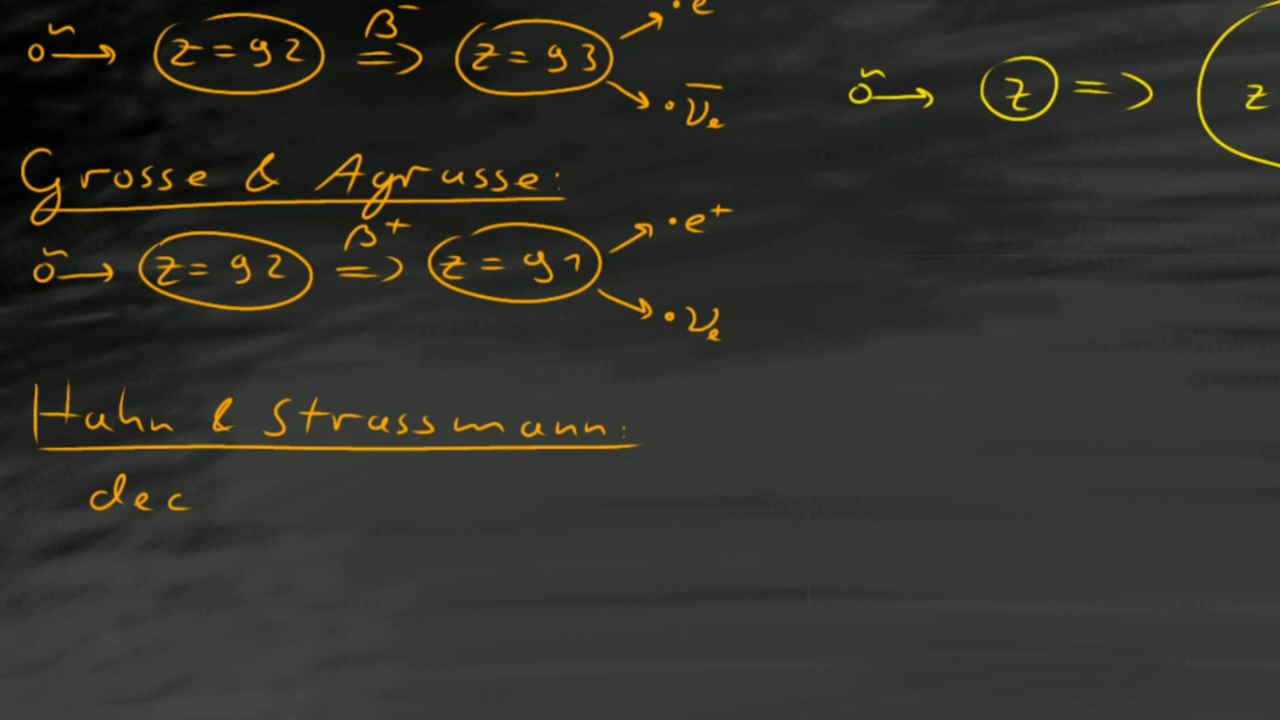 n → z = 92 β⁻ => z = 93 · e
· ν̄ₑ
n → z => z
Grosse & Agrusse:
n → z = 92 β⁺ => z = 91 · e⁺
· νₑ
Hahn & Strassmann:
dec